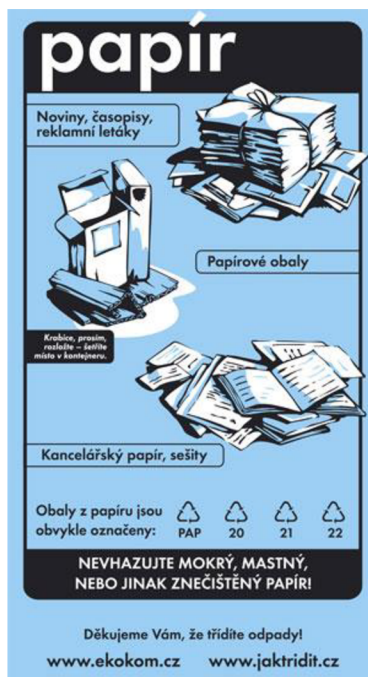 papír
Noviny, časopisy,
reklamní letáky
Papírové obaly
Krabice, prosím,
rozložte – šetříte
místo v kontejneru.
Kancelářský papír, sešity
Obaly z papíru jsou
obvykle označeny:
PAP 20 21 22
NEVHAZUJTE MOKRÝ, MASTNÝ,
NEBO JINAK ZNEČIŠTĚNÝ PAPÍR!
Děkujeme Vám, že třídíte odpady!
www.ekokom.cz www.jaktridit.cz